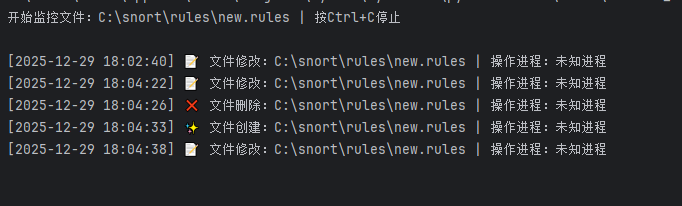 开始监控文件: C:\snort\rules\new.rules | 按Ctrl+C停止
[2025-12-29 18:02:40] 📝 文件修改: C:\snort\rules\new.rules | 操作进程: 未知进程
[2025-12-29 18:04:22] 📝 文件修改: C:\snort\rules\new.rules | 操作进程: 未知进程
[2025-12-29 18:04:26] ❌ 文件删除: C:\snort\rules\new.rules | 操作进程: 未知进程
[2025-12-29 18:04:33] ✨ 文件创建: C:\snort\rules\new.rules | 操作进程: 未知进程
[2025-12-29 18:04:38] 📝 文件修改: C:\snort\rules\new.rules | 操作进程: 未知进程